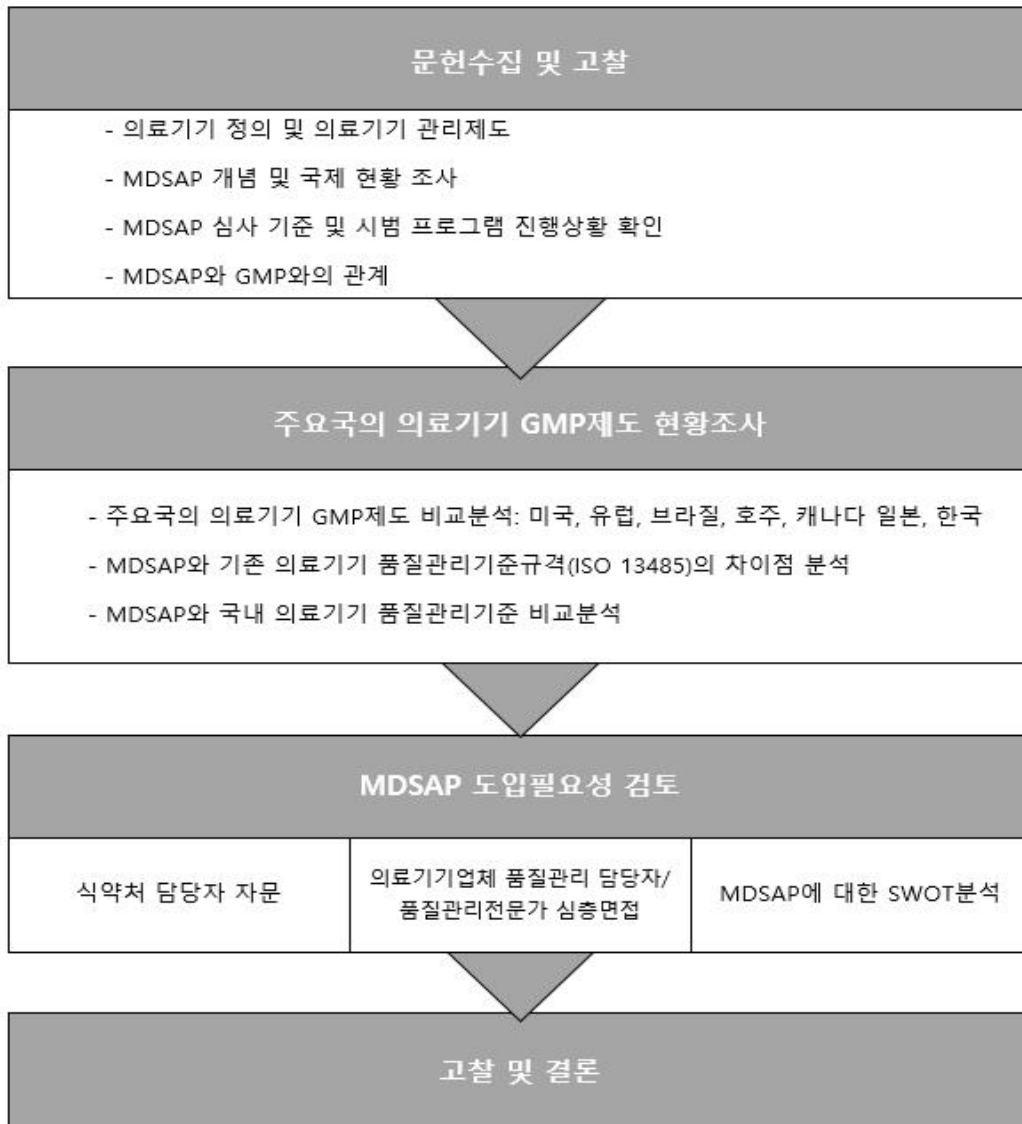 문헌수집 및 고찰
- 의료기기 정의 및 의료기기 관리제도
- MDSAP 개념 및 국제 현황 조사
- MDSAP 심사 기준 및 시범 프로그램 진행상황 확인
- MDSAP와 GMP와의 관계
주요국의 의료기기 GMP제도 현황조사
- 주요국의 의료기기 GMP제도 비교분석: 미국, 유럽, 브라질, 호주, 캐나다 일본, 한국
- MDSAP와 기존 의료기기 품질관리기준규격(ISO 13485)의 차이점 분석
- MDSAP와 국내 의료기기 품질관리기준 비교분석
MDSAP 도입필요성 검토
식약처 담당자 자문
의료기기업체 품질관리 담당자/
품질관리전문가 심층면접
MDSAP에 대한 SWOT분석
고찰 및 결론